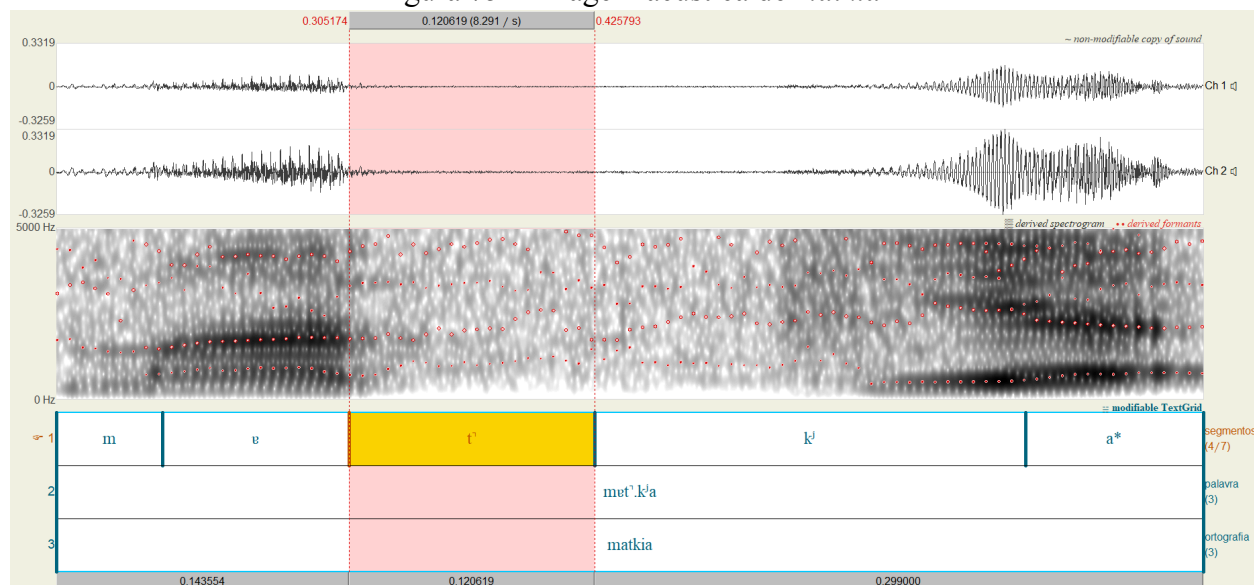 0.305174 0.120619 (8.291 / s) 0.425793
~ non-modifiable copy of sound
0.3319
0
-0.3259
Ch 1
0.3319
0
-0.3259
Ch 2
5000 Hz
0 Hz
derived spectrogram derived formants
modifiable TextGrid
1 m ɐ t̚ kʲ a* segmentos (4/7)
2 mɐt̚.kʲa palavra (3)
3 matkia ortografia (3)
0.143554 0.120619 0.299000